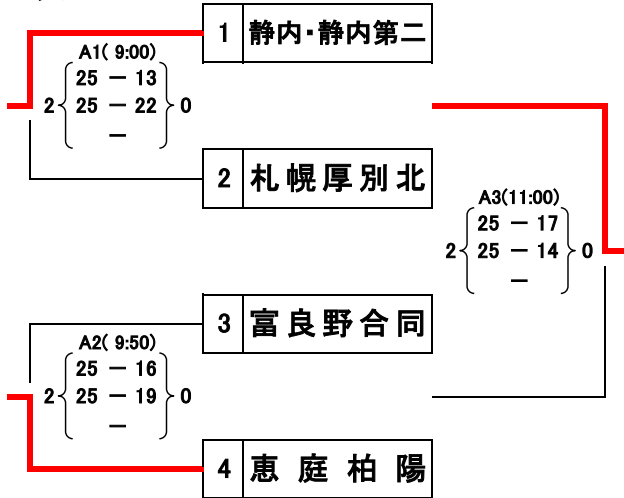 1 静内・静内第二
A1( 9:00)
25 － 13
2 25 － 22 0
－
2 札幌厚別北
A3(11:00)
25 － 17
2 25 － 14 0
－
3 富良野合同
A2( 9:50)
25 － 16
2 25 － 19 0
－
4 恵庭柏陽